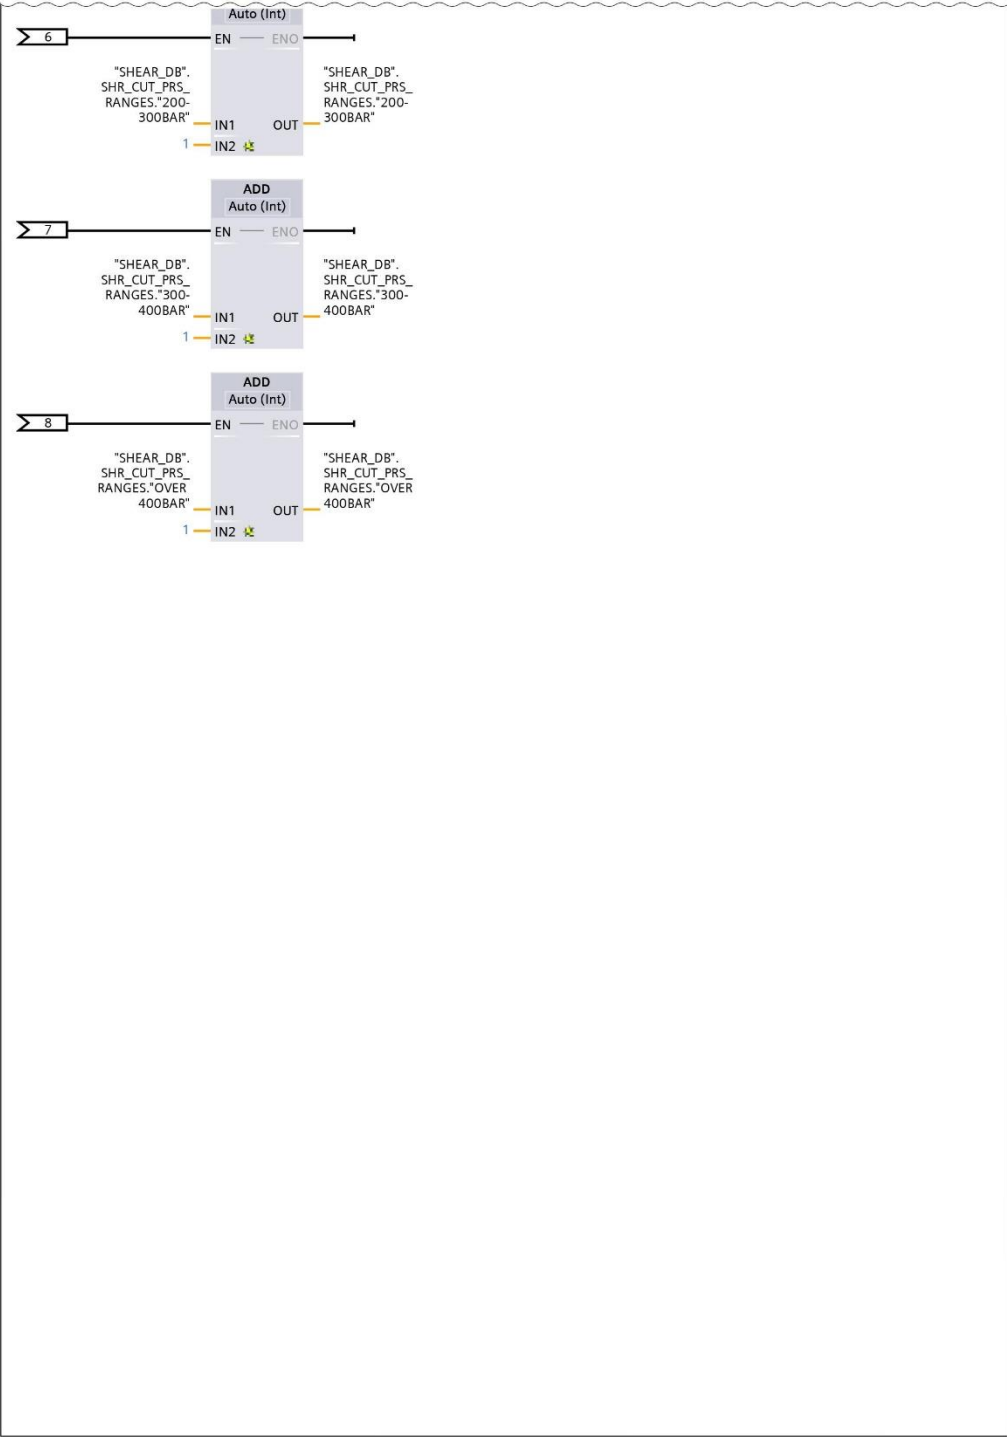 Auto (Int)
6
EN
ENO
"SHEAR_DB".
SHR_CUT_PRS_
RANGES."200-
300BAR"
IN1
1
IN2
OUT
"SHEAR_DB".
SHR_CUT_PRS_
RANGES."200-
300BAR"
ADD
Auto (Int)
7
EN
ENO
"SHEAR_DB".
SHR_CUT_PRS_
RANGES."300-
400BAR"
IN1
1
IN2
OUT
"SHEAR_DB".
SHR_CUT_PRS_
RANGES."300-
400BAR"
ADD
Auto (Int)
8
EN
ENO
"SHEAR_DB".
SHR_CUT_PRS_
RANGES."OVER
400BAR"
IN1
1
IN2
OUT
"SHEAR_DB".
SHR_CUT_PRS_
RANGES."OVER
400BAR"